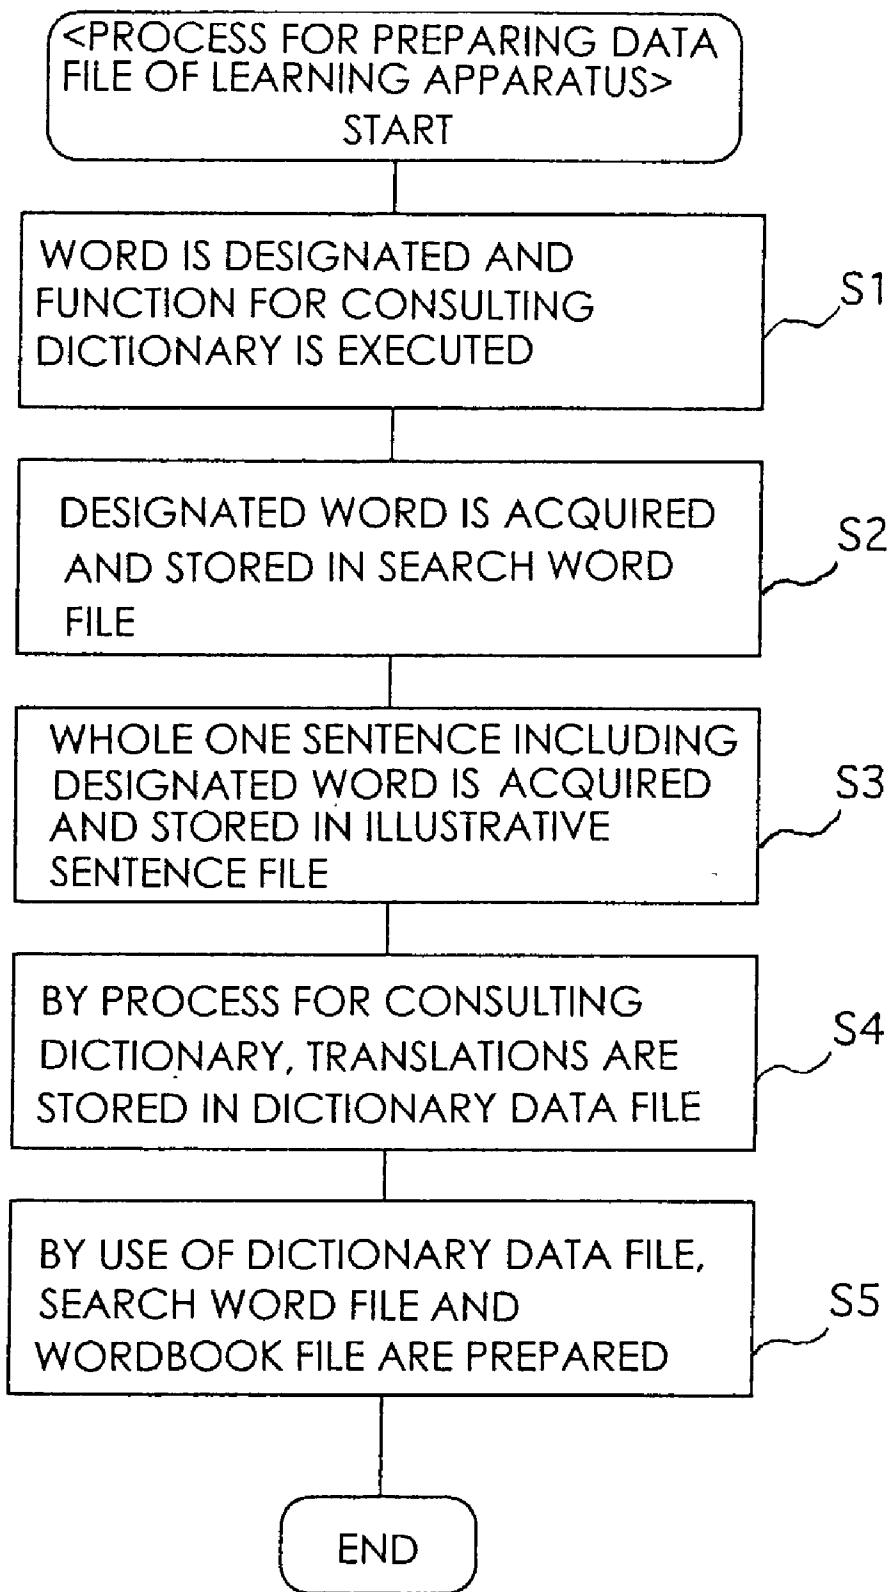 <PROCESS FOR PREPARING DATA
FILE OF LEARNING APPARATUS>
START
WORD IS DESIGNATED AND
FUNCTION FOR CONSULTING
DICTIONARY IS EXECUTED
S1
DESIGNATED WORD IS ACQUIRED
AND STORED IN SEARCH WORD
FILE
S2
WHOLE ONE SENTENCE INCLUDING
DESIGNATED WORD IS ACQUIRED
AND STORED IN ILLUSTRATIVE
SENTENCE FILE
S3
BY PROCESS FOR CONSULTING
DICTIONARY, TRANSLATIONS ARE
STORED IN DICTIONARY DATA FILE
S4
BY USE OF DICTIONARY DATA FILE,
SEARCH WORD FILE AND
WORDBOOK FILE ARE PREPARED
S5
END